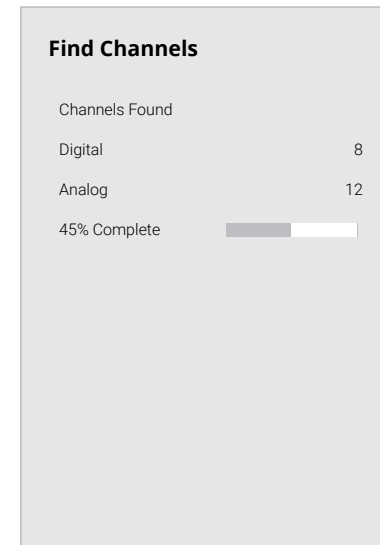 Find Channels
Channels Found
Digital 8
Analog 12
45% Complete